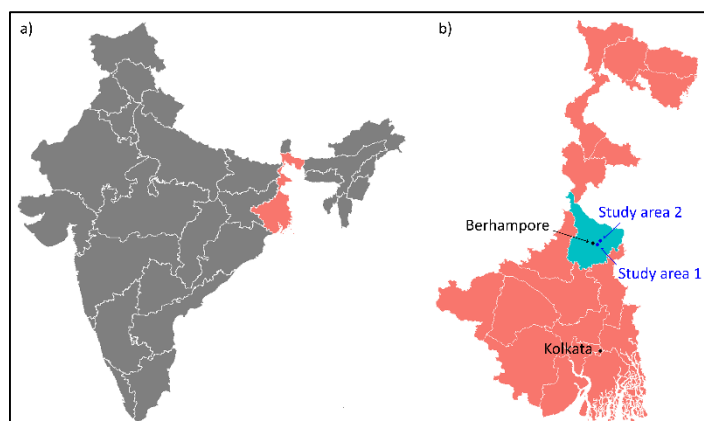 a)
b)
Study area 2
Berhampore
Study area 1
Kolkata